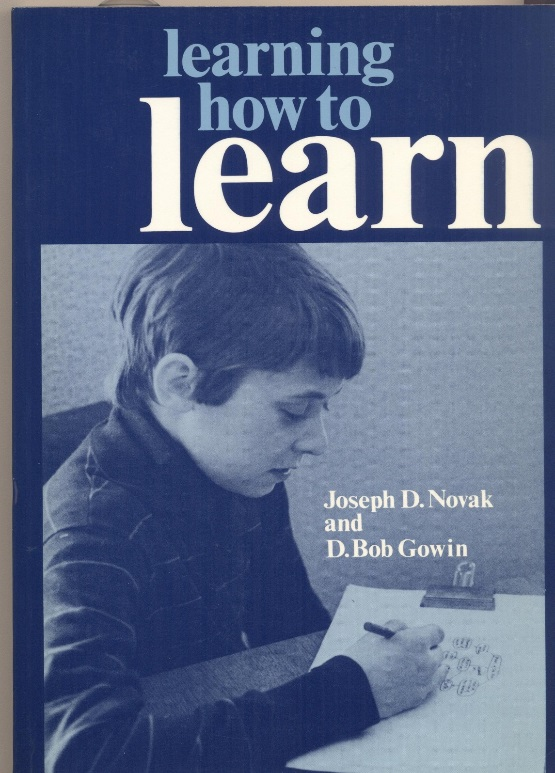 learning
how to
learn
Joseph D. Novak
and
D. Bob Gowin